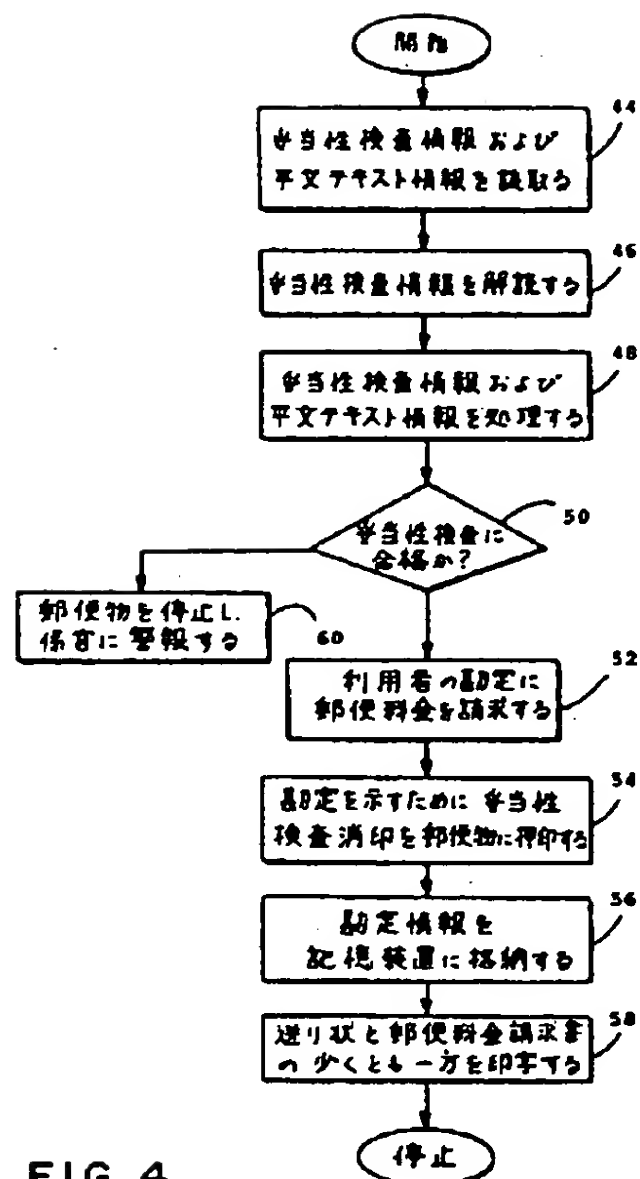 開始
44
妥当性検査情報および
平文テキスト情報を読取る
46
妥当性検査情報を解読する
48
妥当性検査情報および
平文テキスト情報を処理する
50
妥当性検査に
合格か?
郵便物を停止し
係官に警報する
60
52
利用者の勘定に
郵便料金を請求する
54
勘定を示すために妥当性
検査消印を郵便物に押印する
56
勘定情報を
記憶装置に格納する
58
送り状と郵便料金請求書
の少くとも一方を印字する
停止
FIG.4